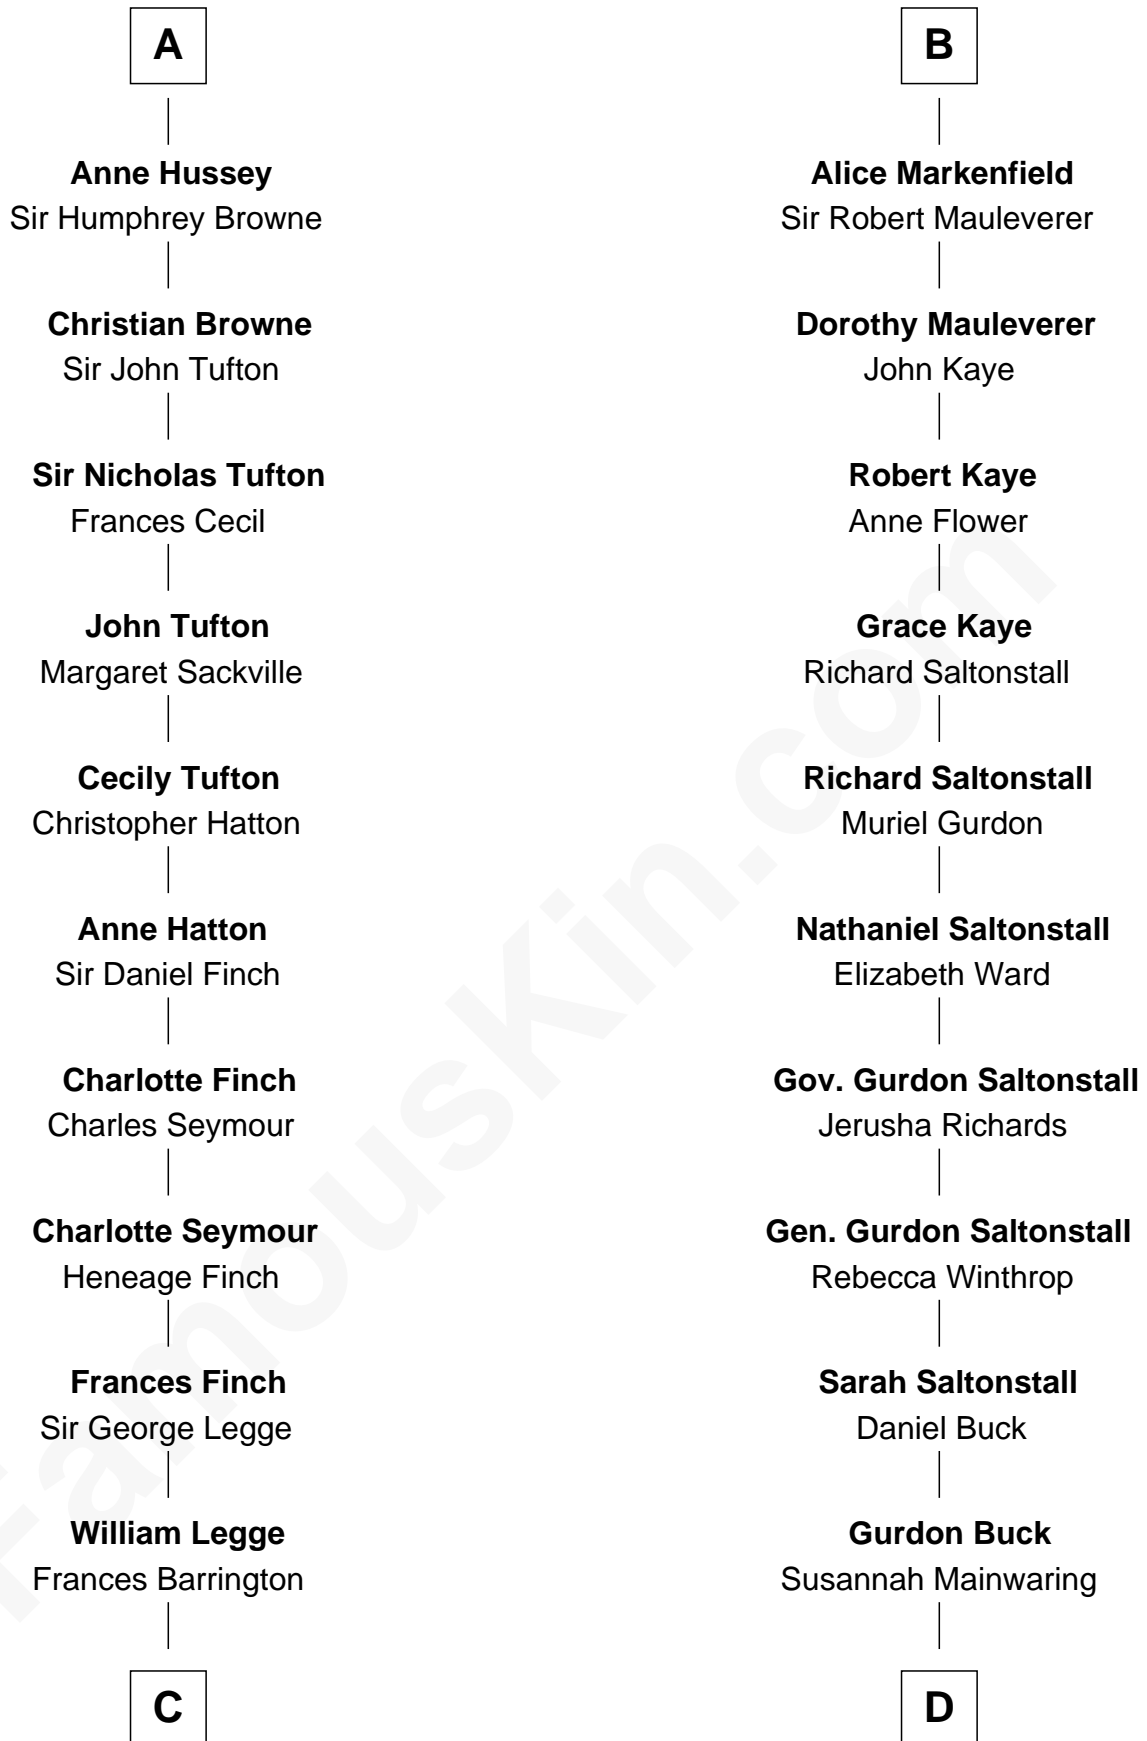 A
Anne Hussey
Sir Humphrey Browne
Christian Browne
Sir John Tufton
Sir Nicholas Tufton
Frances Cecil
John Tufton
Margaret Sackville
Cecily Tufton
Christopher Hatton
Anne Hatton
Sir Daniel Finch
Charlotte Finch
Charles Seymour
Charlotte Seymour
Heneage Finch
Frances Finch
Sir George Legge
William Legge
Frances Barrington
C
B
Alice Markenfield
Sir Robert Mauleverer
Dorothy Mauleverer
John Kaye
Robert Kaye
Anne Flower
Grace Kaye
Richard Saltonstall
Richard Saltonstall
Muriel Gurdon
Nathaniel Saltonstall
Elizabeth Ward
Gov. Gurdon Saltonstall
Jerusha Richards
Gen. Gurdon Saltonstall
Rebecca Winthrop
Sarah Saltonstall
Daniel Buck
Gurdon Buck
Susannah Mainwaring
D
FamousKin.com